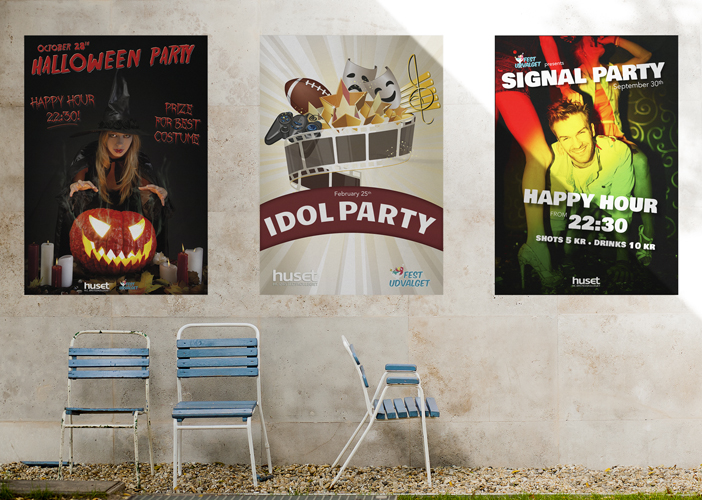 OCTOBER 28TH
HALLOWEEN PARTY
HAPPY HOUR
22:30!
PRIZE
FOR BEST
COSTUME
huset
February 25th
IDOL PARTY
huset
FEST
UDVALGET
FEST
UDVALGET
presents
SIGNAL PARTY
September 30th
HAPPY HOUR
FROM 22:30
SHOTS 5 KR • DRINKS 10 KR
huset